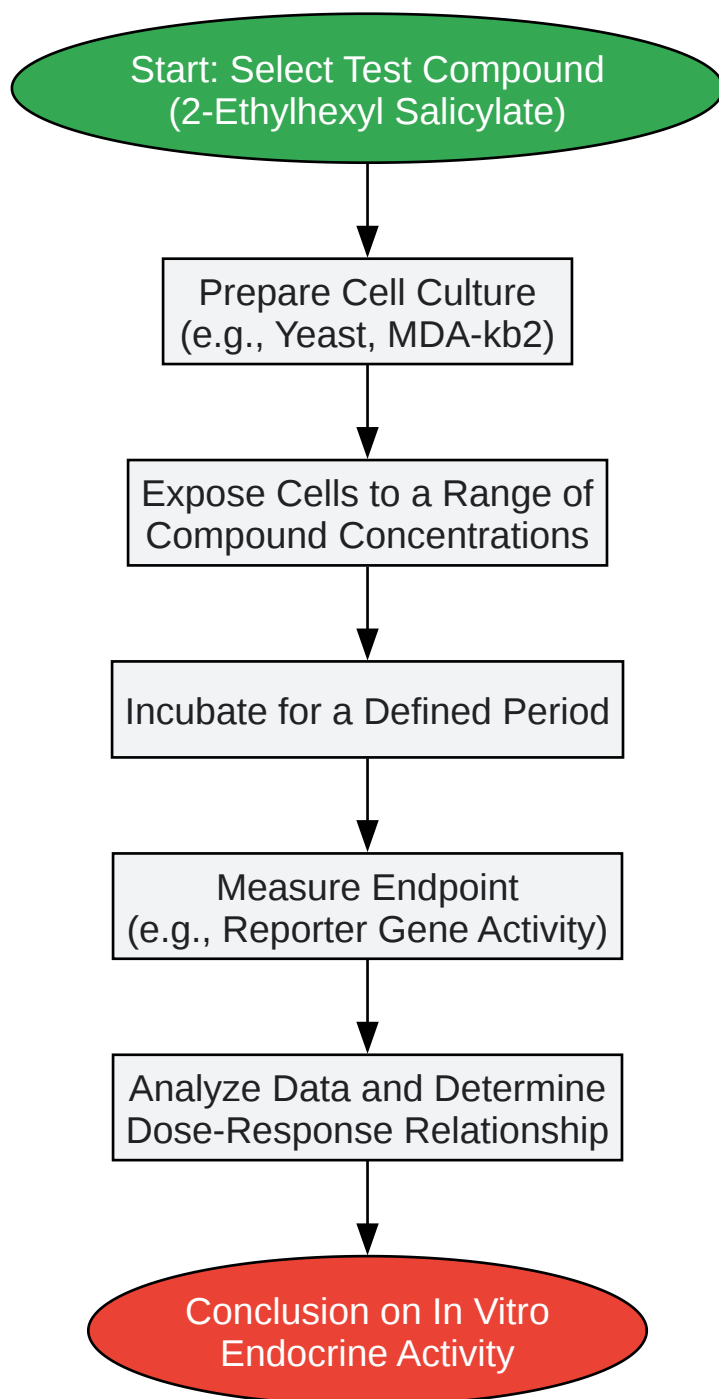 Start: Select Test Compound
(2-Ethylhexyl Salicylate)
Prepare Cell Culture
(e.g., Yeast, MDA-kb2)
Expose Cells to a Range of
Compound Concentrations
Incubate for a Defined Period
Measure Endpoint
(e.g., Reporter Gene Activity)
Analyze Data and Determine
Dose-Response Relationship
Conclusion on In Vitro
Endocrine Activity